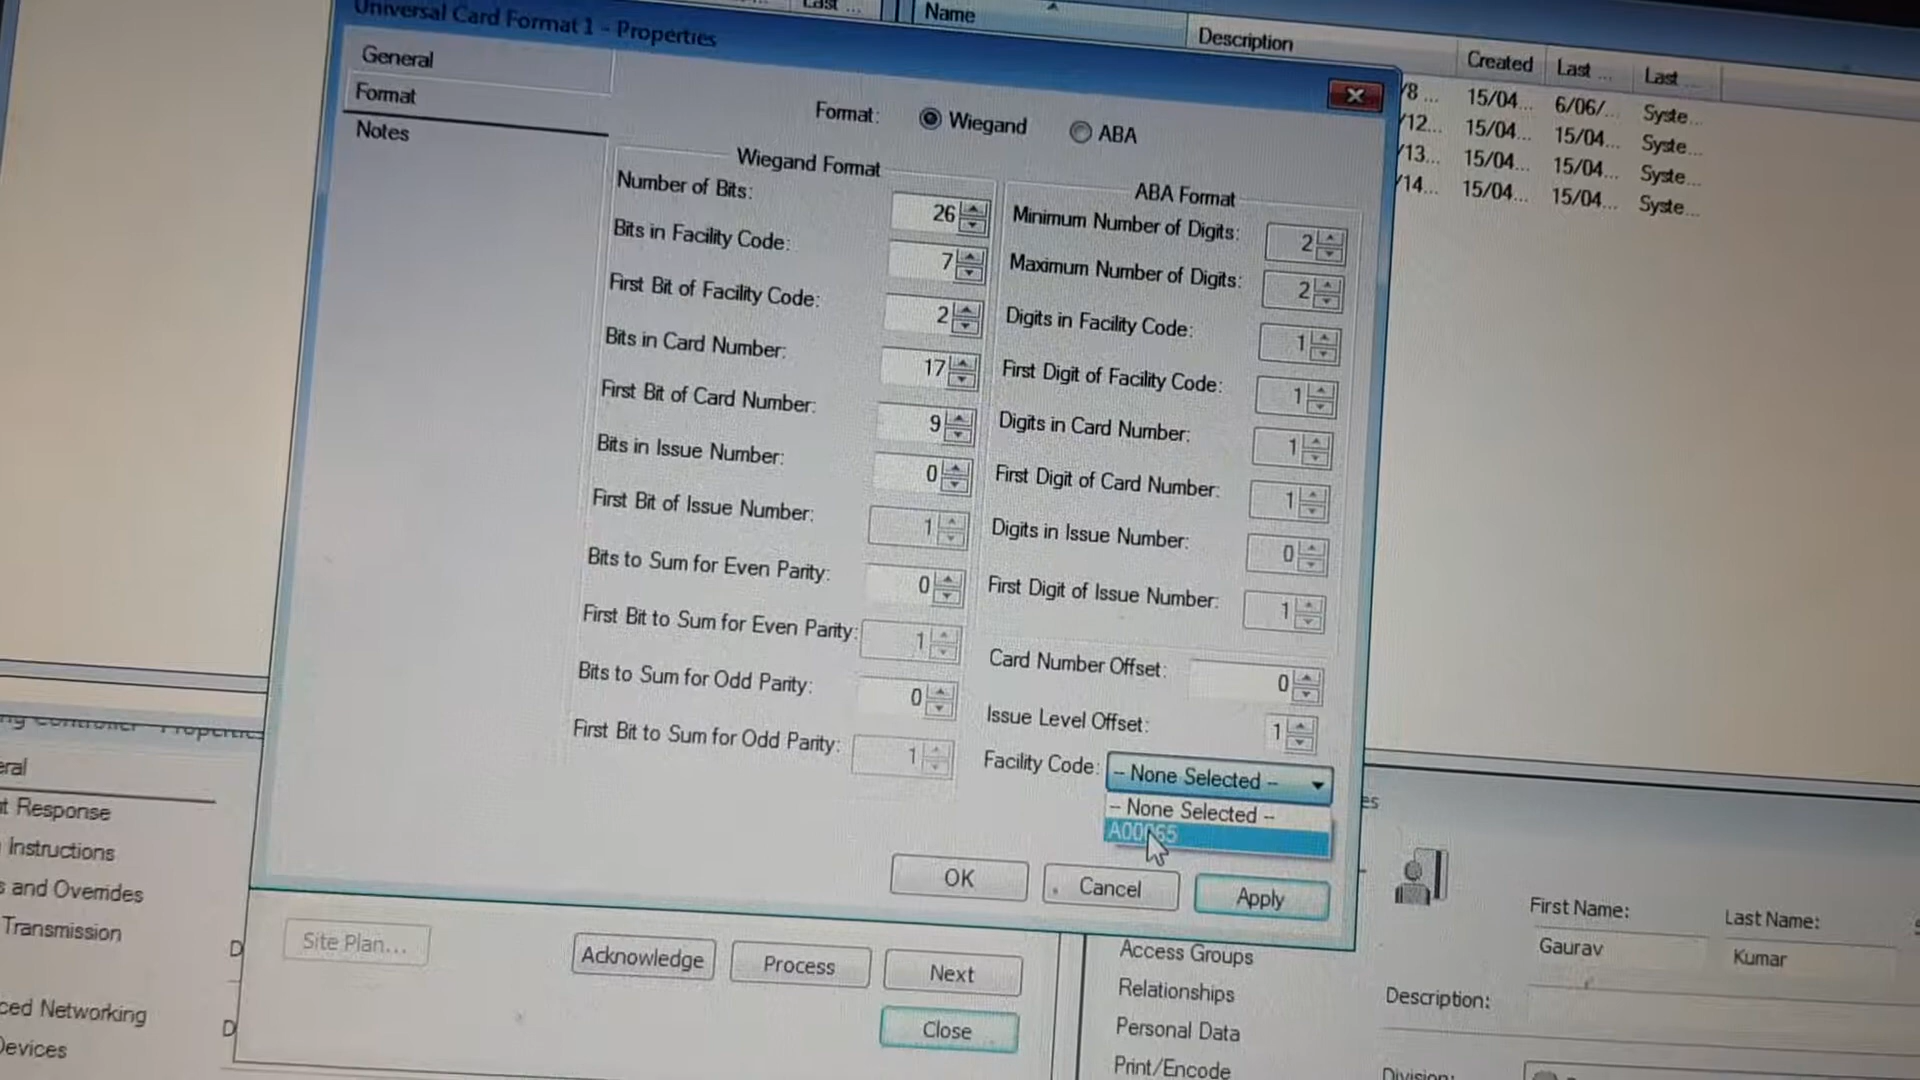 Universal Card Format 1 - Properties
General
Format
Notes
Format:
Wiegand
ABA
Wiegand Format
Number of Bits:
26
Bits in Facility Code:
7
First Bit of Facility Code:
2
Bits in Card Number:
17
First Bit of Card Number:
9
Bits in Issue Number:
0
First Bit of Issue Number:
1
Bits to Sum for Even Parity:
0
First Bit to Sum for Even Parity:
1
Bits to Sum for Odd Parity:
0
First Bit to Sum for Odd Parity:
1
ABA Format
Minimum Number of Digits:
2
Maximum Number of Digits:
2
Digits in Facility Code:
1
First Digit of Facility Code:
1
Digits in Card Number:
1
First Digit of Card Number:
1
Digits in Issue Number:
0
First Digit of Issue Number:
1
Card Number Offset:
0
Issue Level Offset:
1
Facility Code:
-- None Selected --
-- None Selected --
A00065
OK
Cancel
Apply
Last ...
Name
Description
Created
Last ...
Last ...
/8 ...
15/04...
6/06/...
Syste...
/12...
15/04...
15/04...
Syste...
/13...
15/04...
15/04...
Syste...
/14...
15/04...
15/04...
Syste...
Response
Instructions
and Overrides
Transmission
Networking
Devices
Site Plan...
Acknowledge
Process
Next
Close
Access Groups
Relationships
Personal Data
Print/Encode
First Name:
Gaurav
Last Name:
Kumar
Description:
Division: